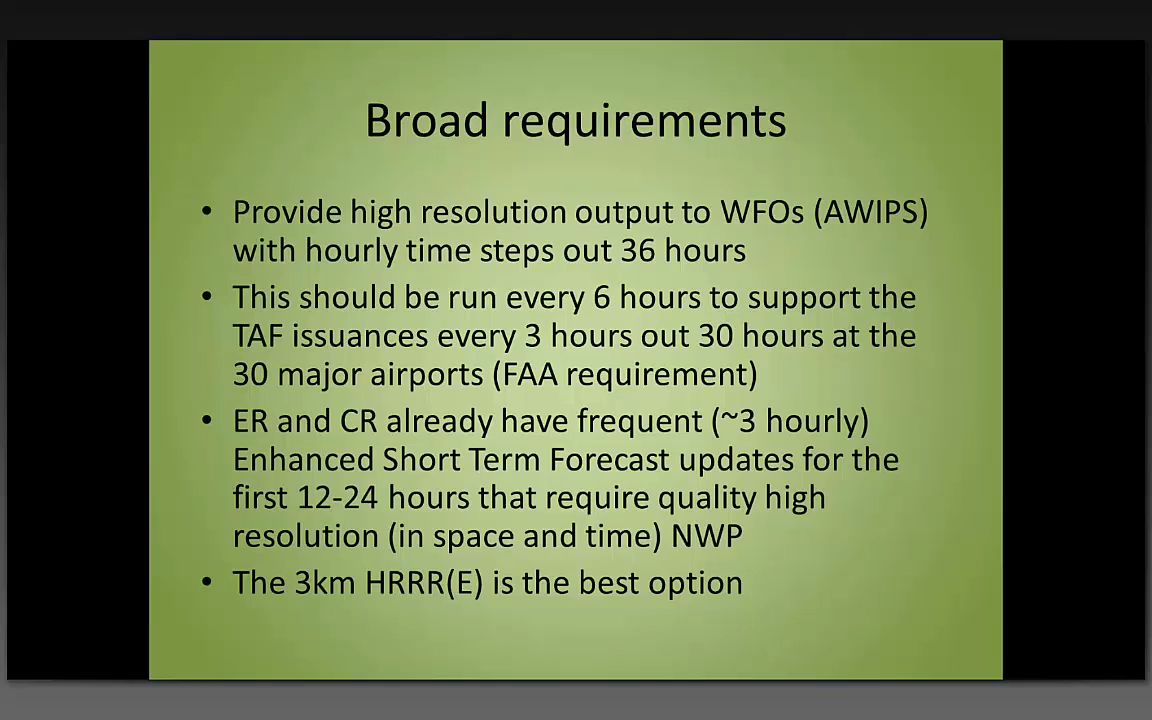 Broad requirements
• Provide high resolution output to WFOs (AWIPS)
with hourly time steps out 36 hours
• This should be run every 6 hours to support the
TAF issuances every 3 hours out 30 hours at the
30 major airports (FAA requirement)
• ER and CR already have frequent (~3 hourly)
Enhanced Short Term Forecast updates for the
first 12-24 hours that require quality high
resolution (in space and time) NWP
• The 3km HRRR(E) is the best option